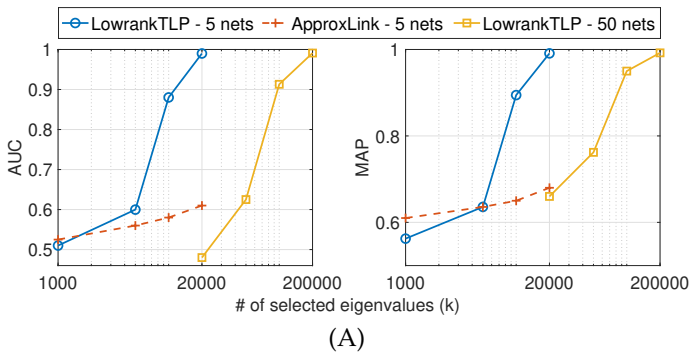 LowrankTLP - 5 nets ApproxLink - 5 nets LowrankTLP - 50 nets
1
0.9
0.8
0.7
0.6
0.5
AUC
1000 20000 200000
1
0.8
0.6
MAP
1000 20000 200000
# of selected eigenvalues (k)
(A)